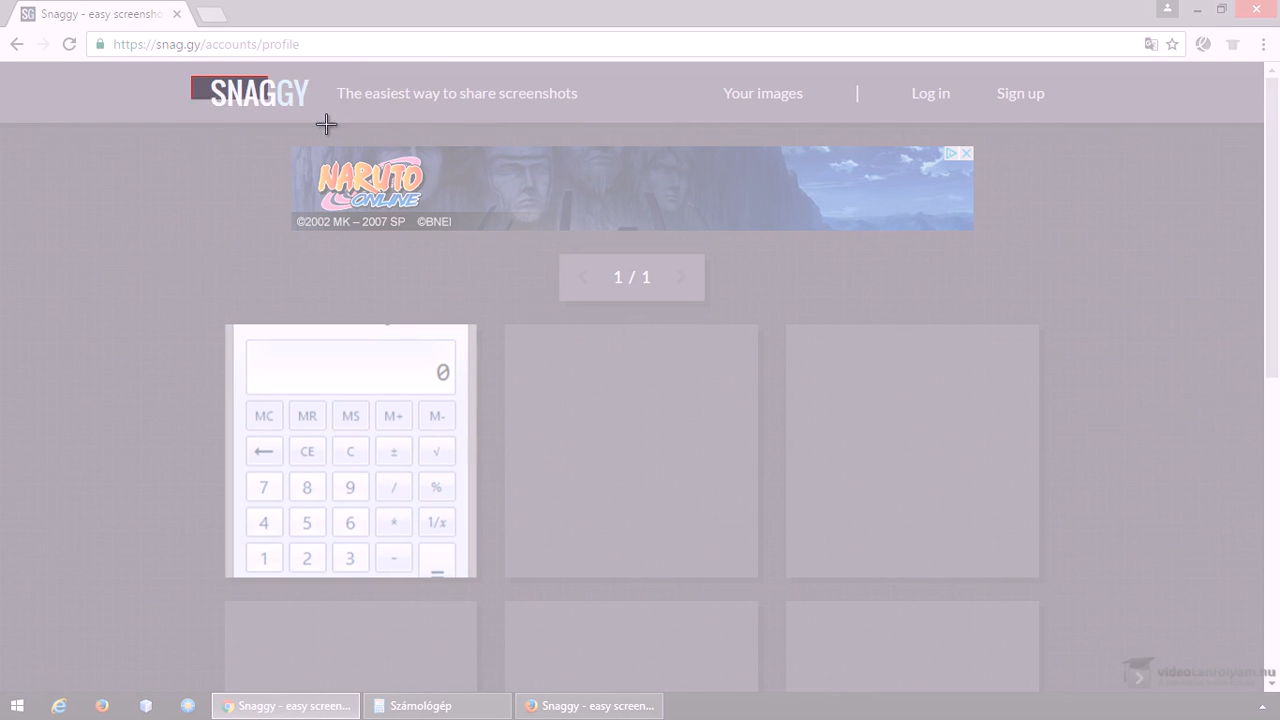 SG Snaggy - easy screensho
https://snag.gy/accounts/profile
SNAGGY
The easiest way to share screenshots
Your images
|
Log in
Sign up
NARUTO
ONLINE
©2002 MK – 2007 SP ©BNEI
1 / 1
0
MC MR MS M+ M-
← CE C ± √
7 8 9 / %
4 5 6 * 1/x
1 2 3 - =
Snaggy - easy screen...
Számológép
Snaggy - easy screen...